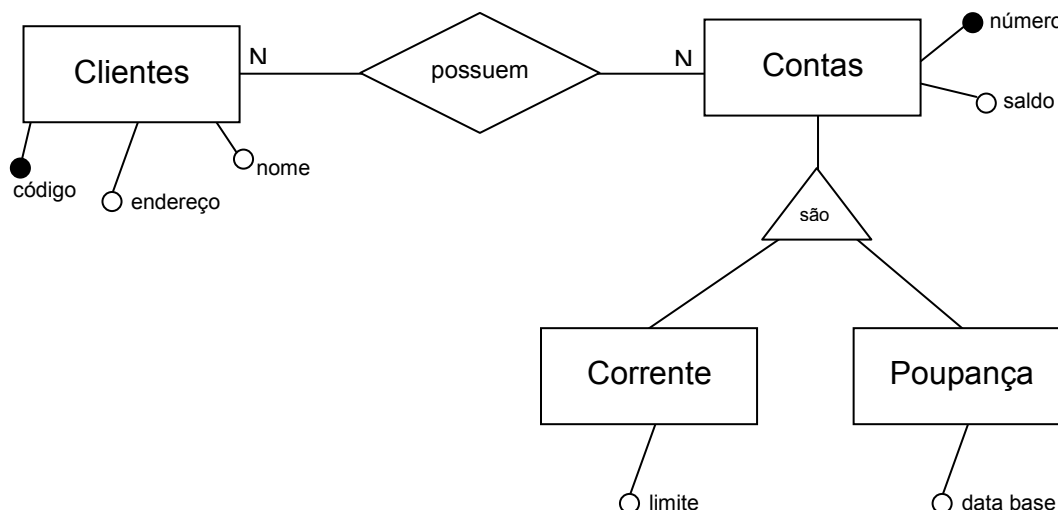 número
Clientes
N
possuem
N
Contas
saldo
código
endereço
nome
são
Corrente
Poupança
limite
data base